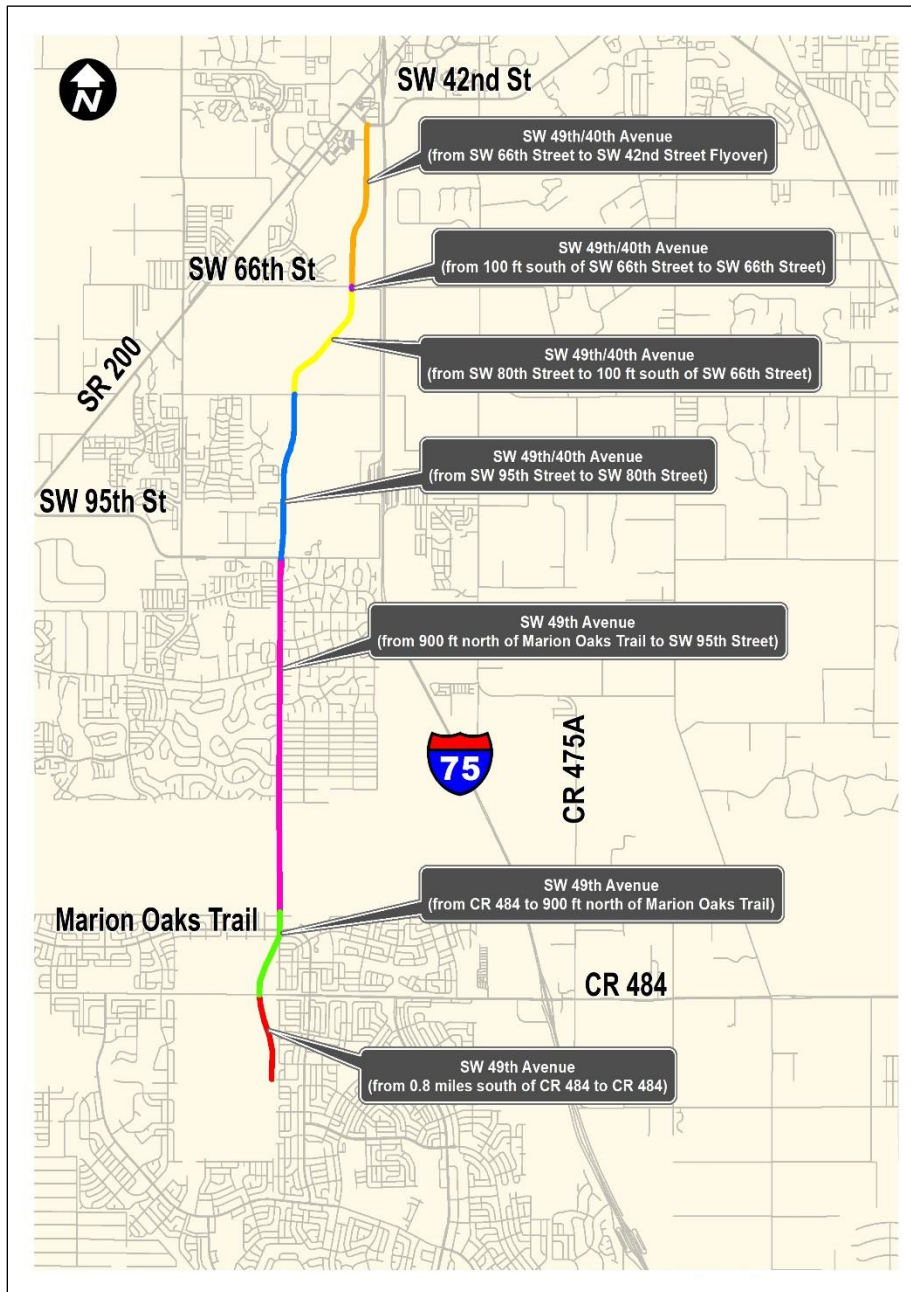 N
SW 42nd St
SW 49th/40th Avenue
(from SW 66th Street to SW 42nd Street Flyover)
SW 66th St
SW 49th/40th Avenue
(from 100 ft south of SW 66th Street to SW 66th Street)
SR 200
SW 49th/40th Avenue
(from SW 80th Street to 100 ft south of SW 66th Street)
SW 49th/40th Avenue
(from SW 95th Street to SW 80th Street)
SW 95th St
SW 49th Avenue
(from 900 ft north of Marion Oaks Trail to SW 95th Street)
75
CR 475A
SW 49th Avenue
(from CR 484 to 900 ft north of Marion Oaks Trail)
Marion Oaks Trail
CR 484
SW 49th Avenue
(from 0.8 miles south of CR 484 to CR 484)